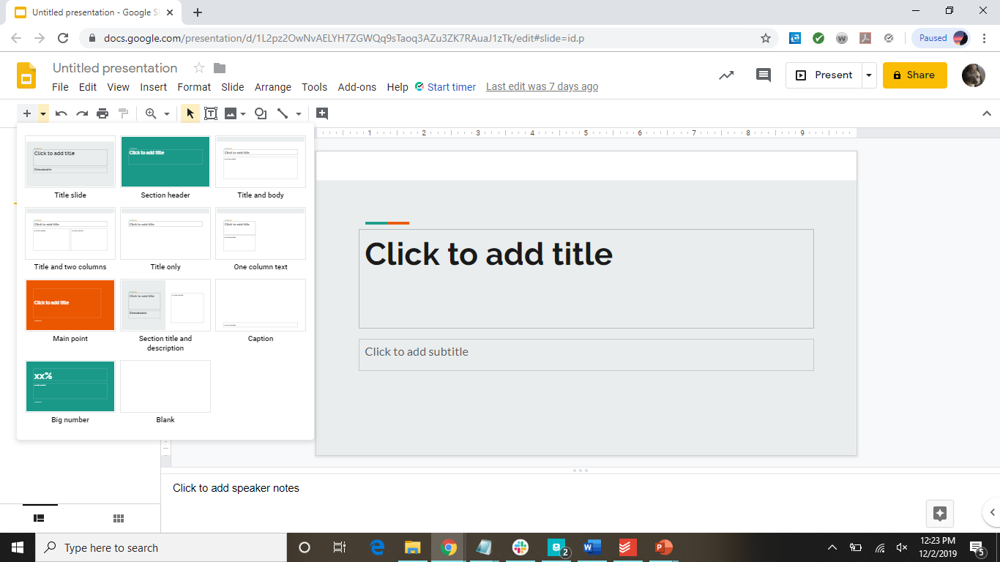 Untitled presentation - Google Sl
docs.google.com/presentation/d/1L2pz2OwNvAELYH7ZGWQq9sTaoq3AZu3ZK7RAuaJ1zTk/edit#slide=id.p
Paused
Untitled presentation
Present
Share
File Edit View Insert Format Slide Arrange Tools Add-ons Help Start timer Last edit was 7 days ago
1 2 3 4 5 6 7 8 9
Click to add title
Click to add title
Click to add title
Title slide
Section header
Title and body
Click to add title
Click to add title
Click to add title
Title and two columns
Title only
One column text
Click to add title
Click to add title
Main point
Section title and
description
Caption
xx%
Big number
Blank
Click to add title
Click to add subtitle
Click to add speaker notes
Type here to search
2
12:23 PM
12/2/2019
5